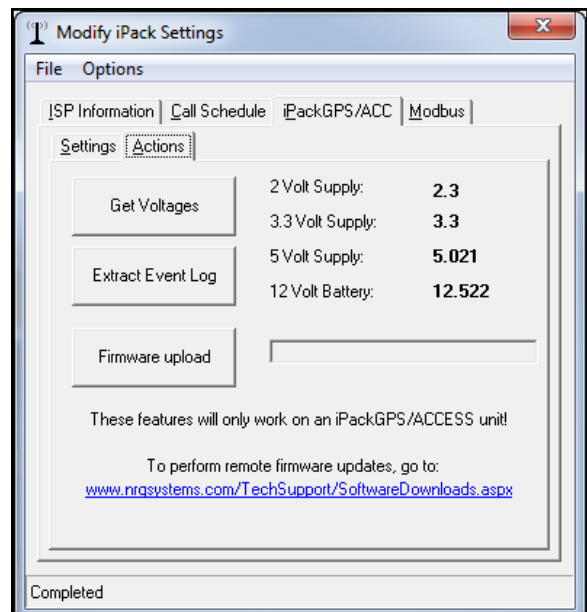 Modify iPack Settings
File Options
ISP Information Call Schedule iPackGPS/ACC Modbus
Settings Actions
Get Voltages
2 Volt Supply: 2.3
3.3 Volt Supply: 3.3
Extract Event Log
5 Volt Supply: 5.021
12 Volt Battery: 12.522
Firmware upload
These features will only work on an iPackGPS/ACCESS unit!
To perform remote firmware updates, go to:
www.nrgsystems.com/TechSupport/SoftwareDownloads.aspx
Completed